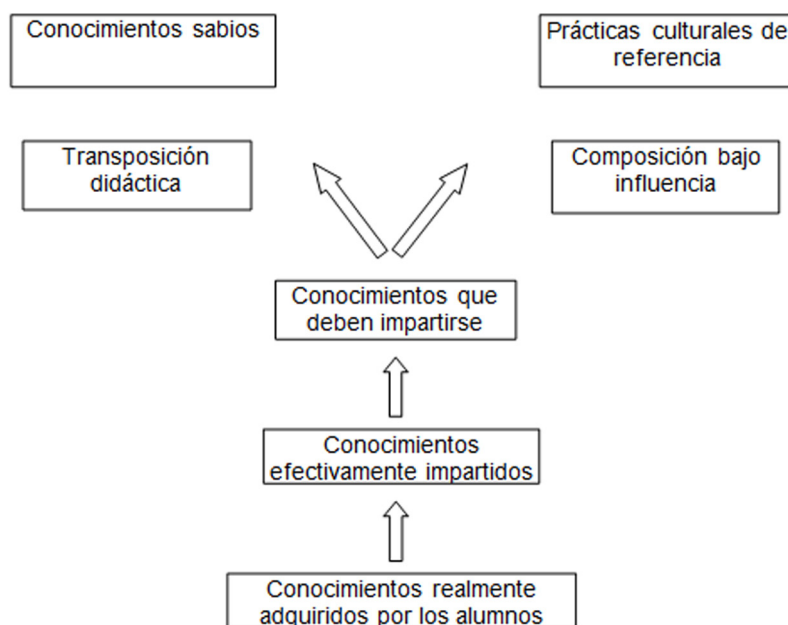 Conocimientos sabios
Prácticas culturales de
referencia
Transposición
didáctica
Composición bajo
influencia
Conocimientos que
deben impartirse
Conocimientos
efectivamente impartidos
Conocimientos realmente
adquiridos por los alumnos